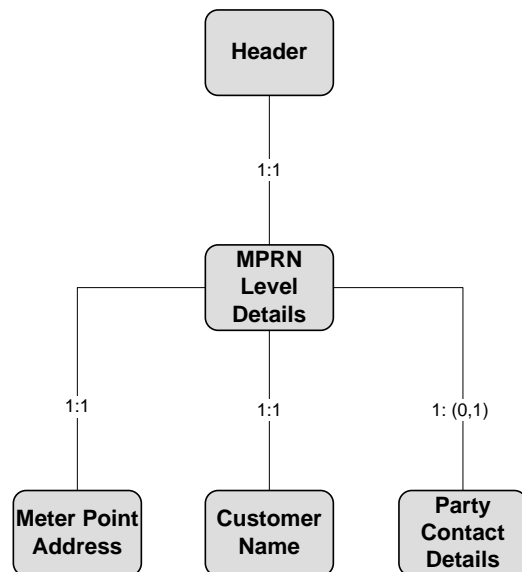 Header
1:1
MPRN
Level
Details
1:1
1:1
1: (0,1)
Meter Point
Address
Customer
Name
Party
Contact
Details